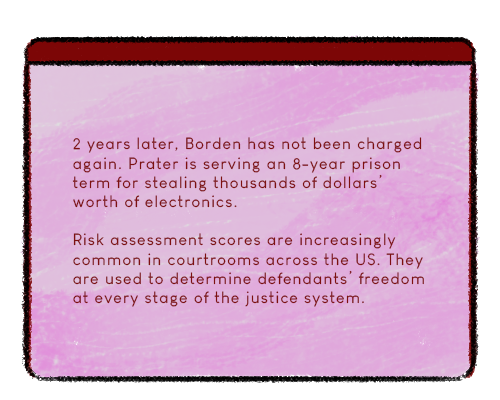 2 years later, Borden has not been charged
again. Prater is serving an 8-year prison
term for stealing thousands of dollars'
worth of electronics.
Risk assessment scores are increasingly
common in courtrooms across the US. They
are used to determine defendants' freedom
at every stage of the justice system.